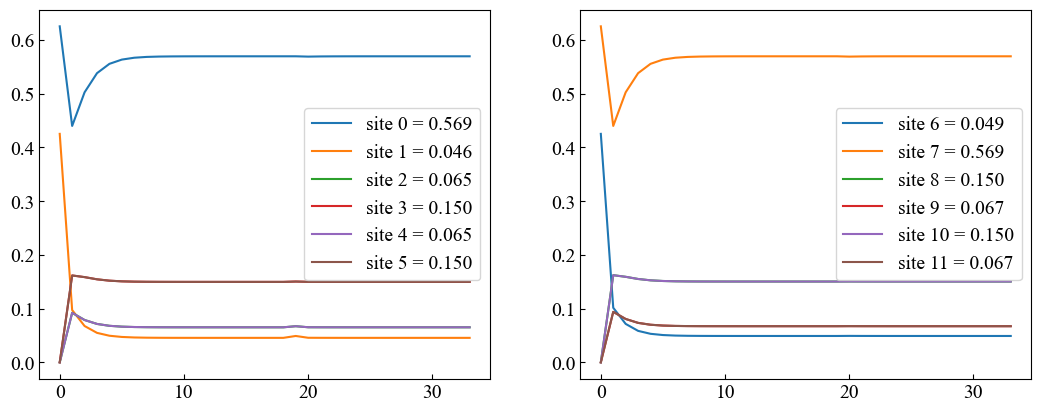 0.6
0.5
0.4
0.3
0.2
0.1
0.0
0
10
20
30
site 0 = 0.569
site 1 = 0.046
site 2 = 0.065
site 3 = 0.150
site 4 = 0.065
site 5 = 0.150
0.6
0.5
0.4
0.3
0.2
0.1
0.0
0
10
20
30
site 6 = 0.049
site 7 = 0.569
site 8 = 0.150
site 9 = 0.067
site 10 = 0.150
site 11 = 0.067